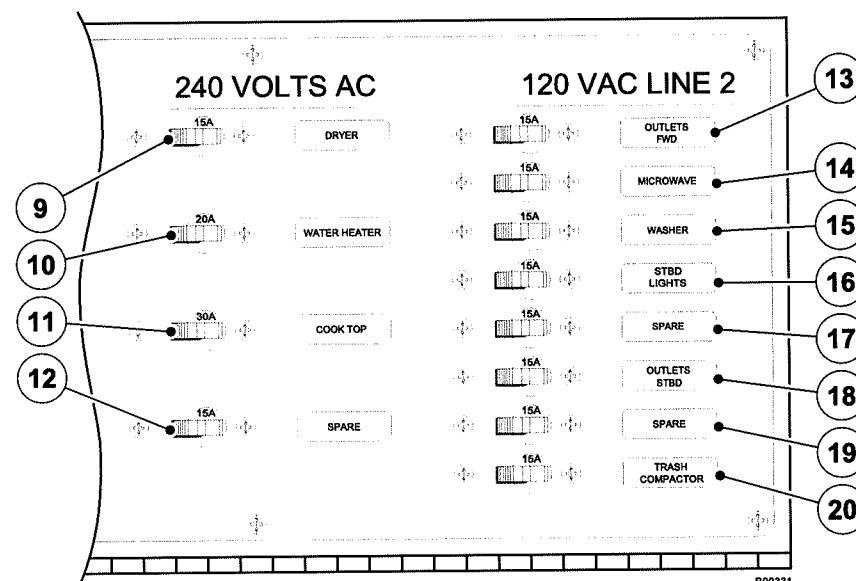 240 VOLTS AC
15A
DRYER
9
20A
WATER HEATER
10
30A
COOK TOP
11
15A
SPARE
12
120 VAC LINE 2
15A
OUTLETS
FWD
13
15A
MICROWAVE
14
15A
WASHER
15
15A
STBD
LIGHTS
16
15A
SPARE
17
15A
OUTLETS
STBD
18
15A
SPARE
19
15A
TRASH
COMPACTOR
20